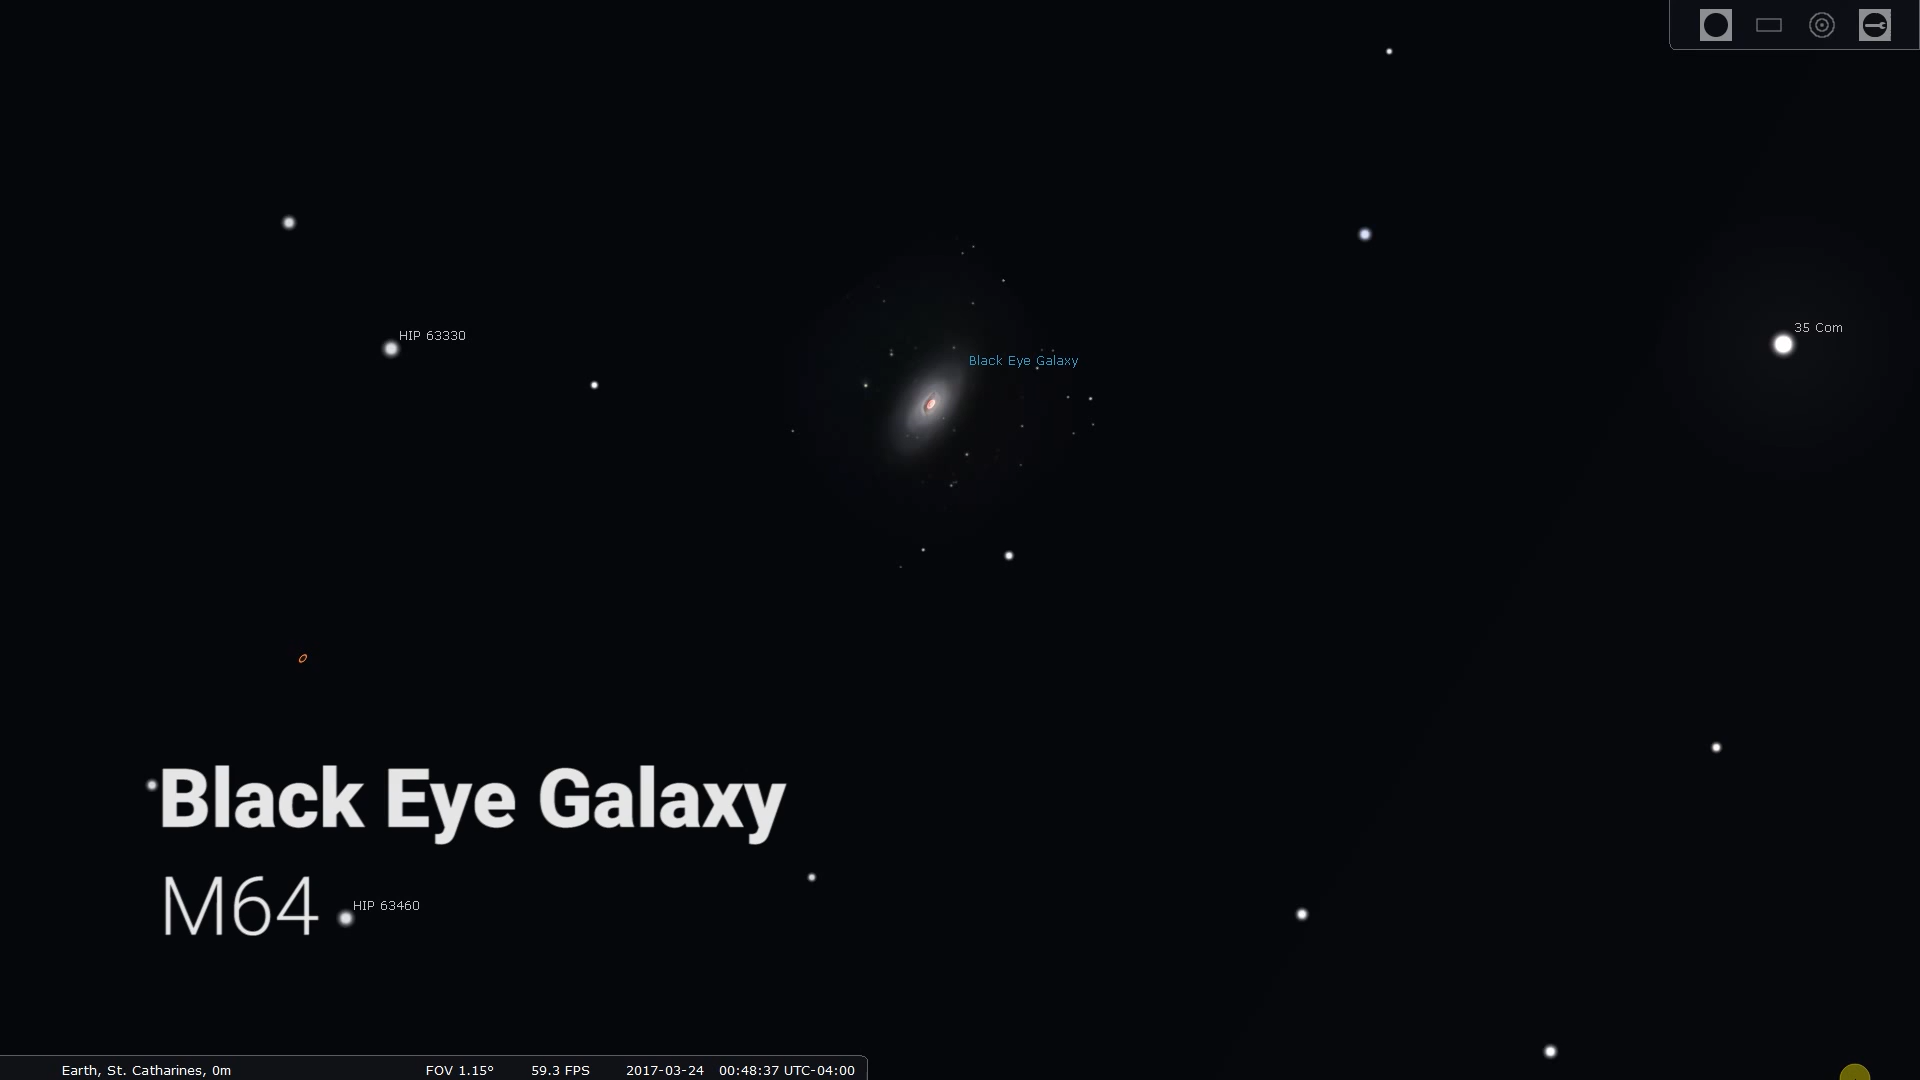 35 Com
HIP 63330
Black Eye Galaxy
Black Eye Galaxy
M64
HIP 63460
Earth, St. Catharines, 0m FOV 1.15° 59.3 FPS 2017-03-24 00:48:37 UTC-04:00